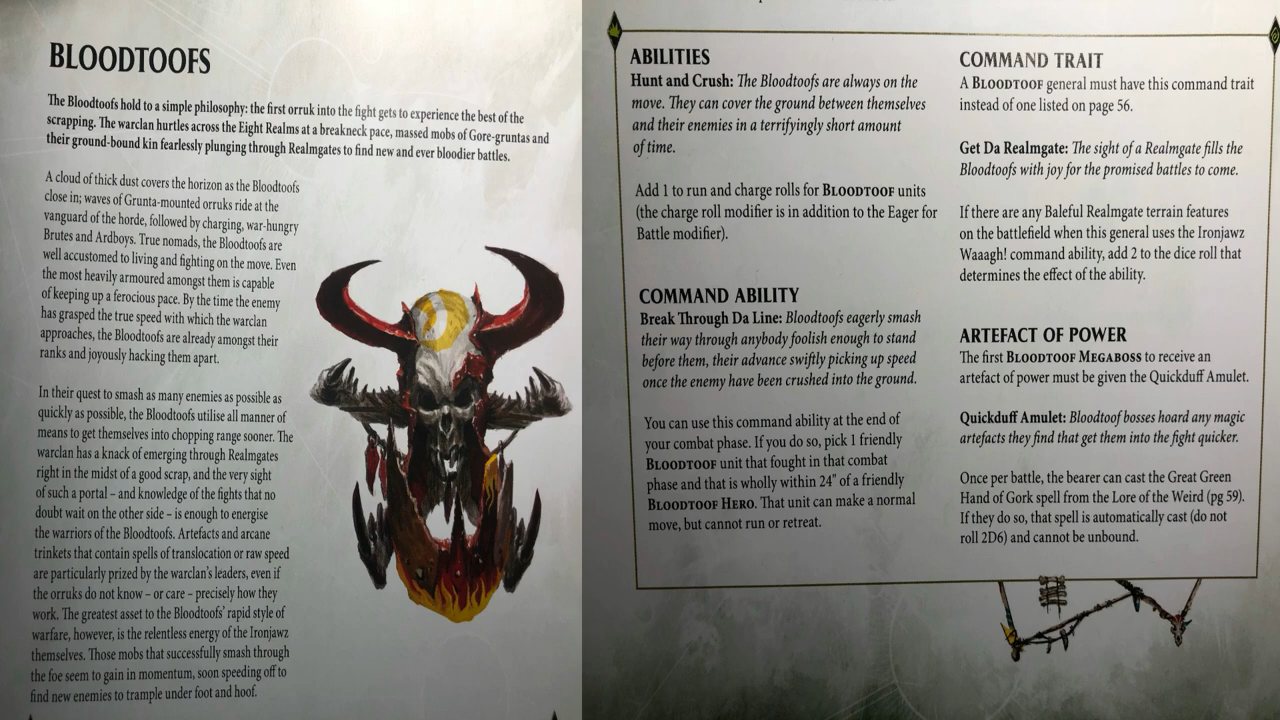 BLOODTOOFS
The Bloodtoofs hold to a simple philosophy: the first orruk into the fight gets to experience the best of the
scrapping. The warclan hurtles across the Eight Realms at a breakneck pace, massed mobs of Gore-gruntas and
their ground-bound kin fearlessly plunging through Realmgates to find new and ever bloodier battles.
A cloud of thick dust covers the horizon as the Bloodtoofs
close in; waves of Grunta-mounted orruks ride at the
vanguard of the horde, followed by charging, war-hungry
Brutes and Ardboys. True nomads, the Bloodtoofs are
well accustomed to living and fighting on the move. Even
the most heavily armoured amongst them is capable
of keeping up a ferocious pace. By the time the enemy
has grasped the true speed with which the warclan
approaches, the Bloodtoofs are already amongst their
ranks and joyously hacking them apart.
In their quest to smash as many enemies as possible as
quickly as possible, the Bloodtoofs utilise all manner of
means to get themselves into chopping range sooner. The
warclan has a knack of emerging through Realmgates
right in the midst of a good scrap, and the very sight
of such a portal – and knowledge of the fights that no
doubt wait on the other side – is enough to energise
the warriors of the Bloodtoofs. Artefacts and arcane
trinkets that contain spells of translocation or raw speed
are particularly prized by the warclan's leaders, even if
the orruks do not know – or care – precisely how they
work. The greatest asset to the Bloodtoofs' rapid style of
warfare, however, is the relentless energy of the Ironjawz
themselves. Those mobs that successfully smash through
the foe seem to gain in momentum, soon speeding off to
find new enemies to trample under foot and hoof.
ABILITIES
Hunt and Crush: The Bloodtoofs are always on the
move. They can cover the ground between themselves
and their enemies in a terrifyingly short amount
of time.
Add 1 to run and charge rolls for BLOODTOOF units
(the charge roll modifier is in addition to the Eager for
Battle modifier).
COMMAND ABILITY
Break Through Da Line: Bloodtoofs eagerly smash
their way through anybody foolish enough to stand
before them, their advance swiftly picking up speed
once the enemy have been crushed into the ground.
You can use this command ability at the end of
your combat phase. If you do so, pick 1 friendly
BLOODTOOF unit that fought in that combat
phase and that is wholly within 24" of a friendly
BLOODTOOF HERO. That unit can make a normal
move, but cannot run or retreat.
COMMAND TRAIT
A BLOODTOOF general must have this command trait
instead of one listed on page 56.
Get Da Realmgate: The sight of a Realmgate fills the
Bloodtoofs with joy for the promised battles to come.
If there are any Baleful Realmgate terrain features
on the battlefield when this general uses the Ironjawz
Waaagh! command ability, add 2 to the dice roll that
determines the effect of the ability.
ARTEFACT OF POWER
The first BLOODTOOF MEGABOSS to receive an
artefact of power must be given the Quickduff Amulet.
Quickduff Amulet: Bloodtoof bosses hoard any magic
artefacts they find that get them into the fight quicker.
Once per battle, the bearer can cast the Great Green
Hand of Gork spell from the Lore of the Weird (pg 59).
If they do so, that spell is automatically cast (do not
roll 2D6) and cannot be unbound.